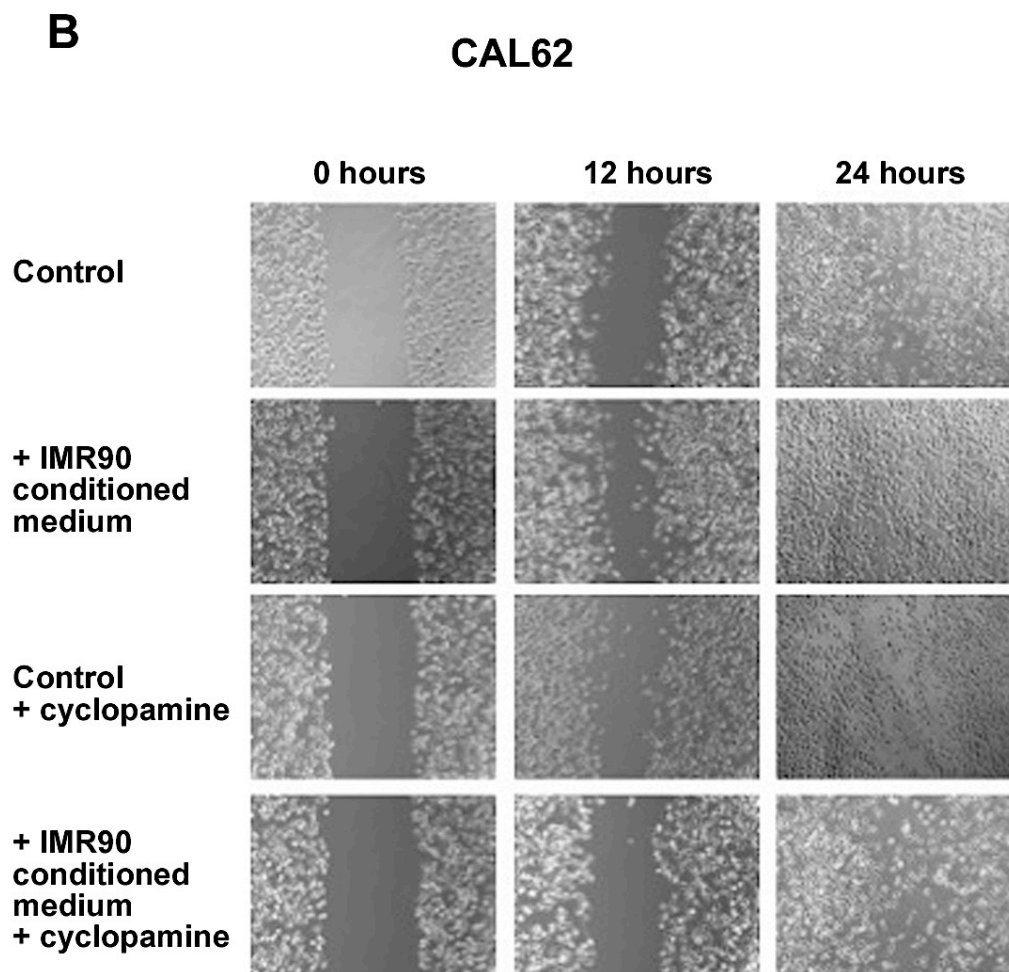 B
CAL62
0 hours 12 hours 24 hours
Control
+ IMR90
conditioned
medium
Control
+ cyclopamine
+ IMR90
conditioned
medium
+ cyclopamine